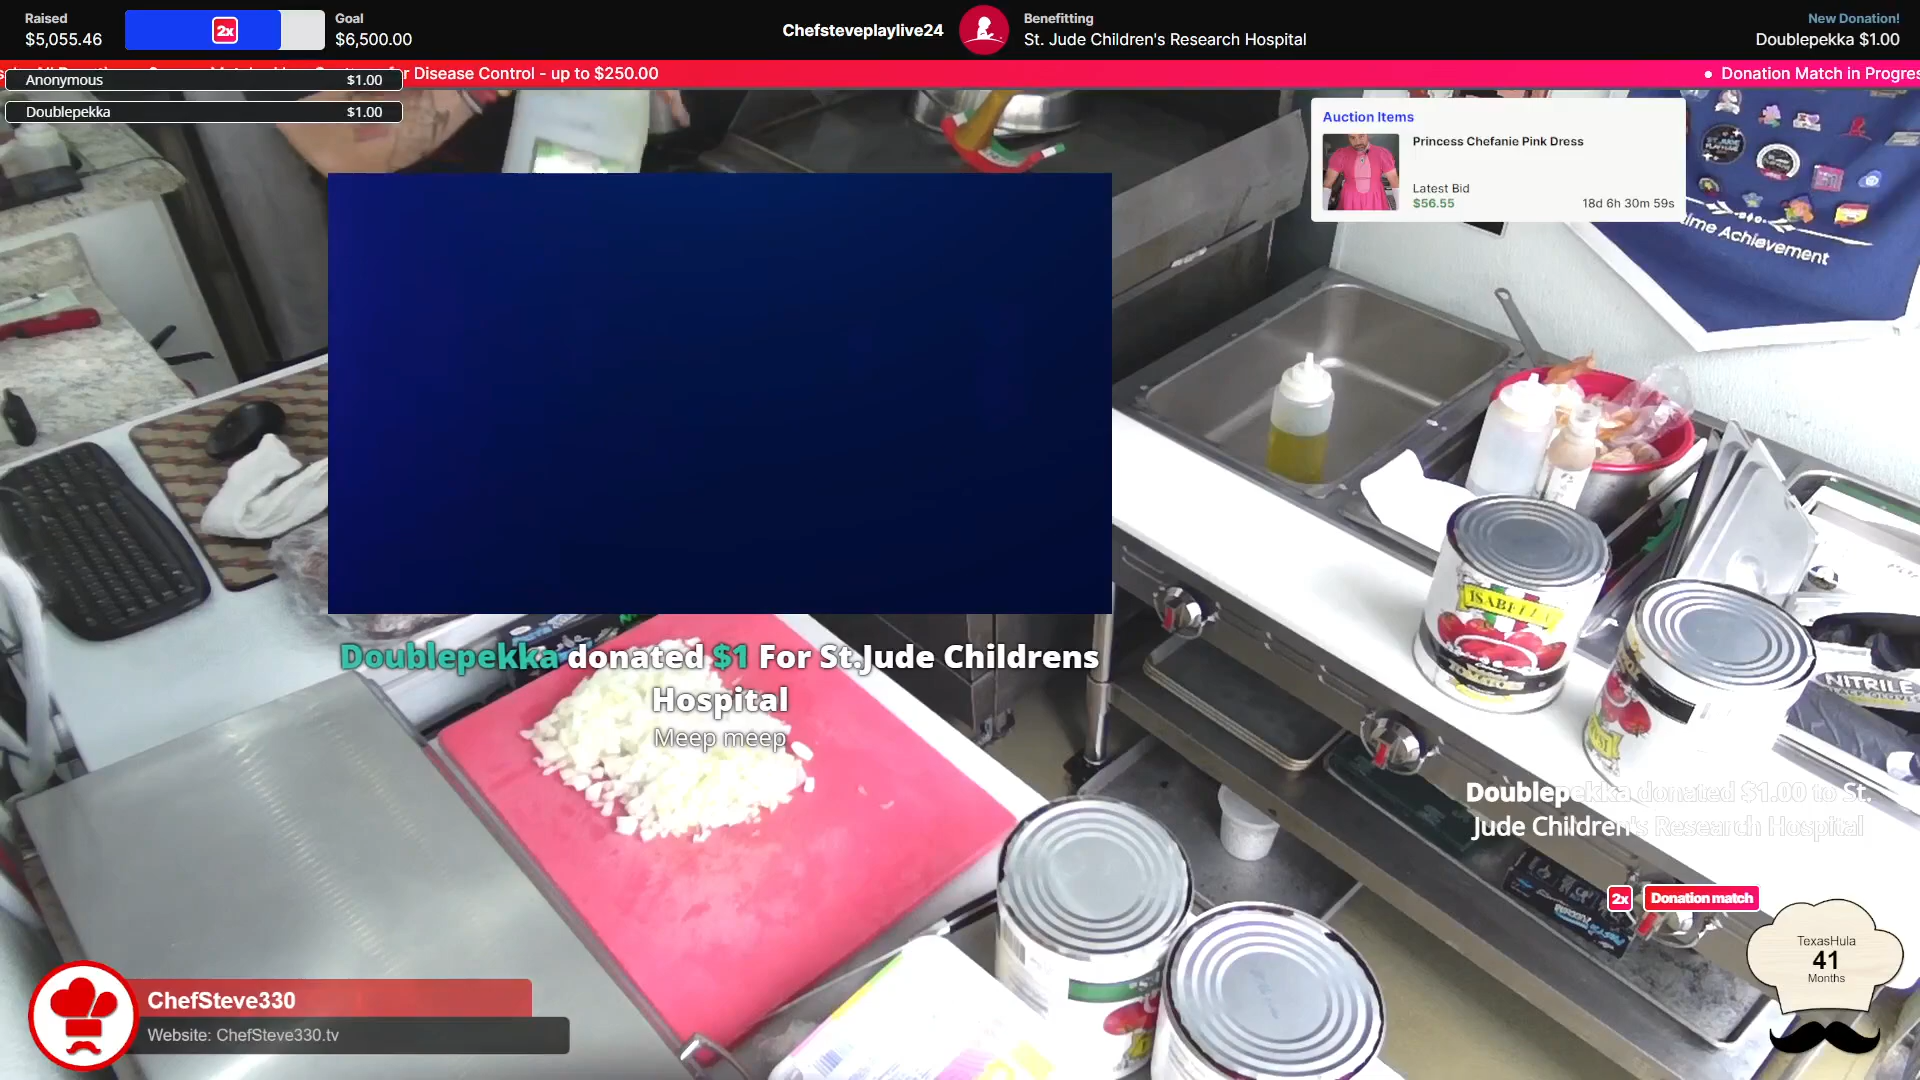 Raised
$5,055.46
2x
Goal
$6,500.00
Chefsteveplaylive24
Benefitting
St. Jude Children's Research Hospital
New Donation!
Doublepekka $1.00
r Disease Control - up to $250.00
• Donation Match in Progres
Anonymous $1.00
Doublepekka $1.00
Auction Items
Princess Chefanie Pink Dress
Latest Bid
$56.55
18d 6h 30m 59s
ime Achievement
Doublepekka donated $1 For St.Jude Childrens
Hospital
Meep meep
ISABELLA
TOMATOES
NITRILE
BLACK GLOVES
Doublepekka donated $1.00 to St.
Jude Children's Research Hospital
2x Donation match
TexasHula
41
Months
ChefSteve330
Website: ChefSteve330.tv